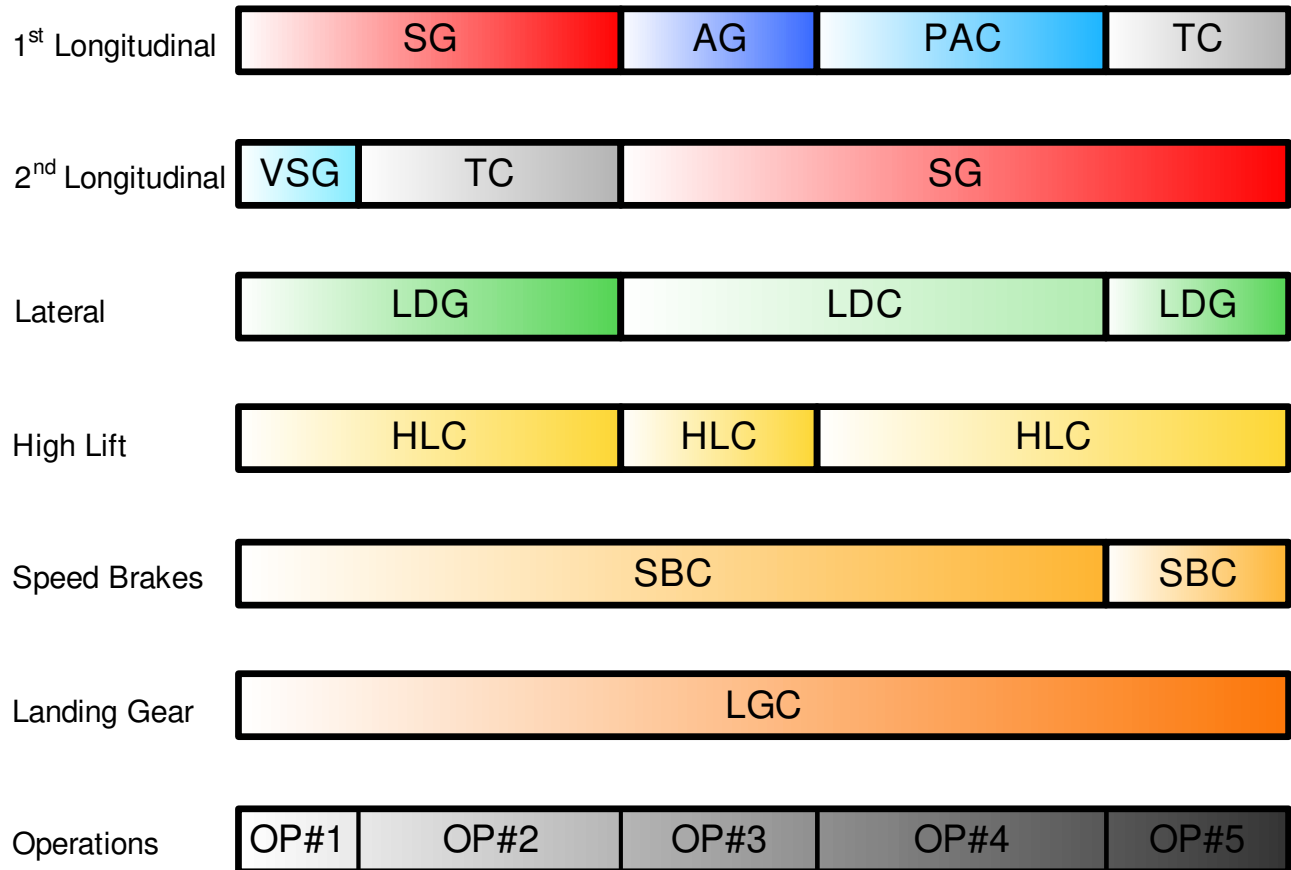 1st Longitudinal SG AG PAC TC
2nd Longitudinal VSG TC SG
Lateral LDG LDC LDG
High Lift HLC HLC HLC
Speed Brakes SBC SBC
Landing Gear LGC
Operations OP#1 OP#2 OP#3 OP#4 OP#5